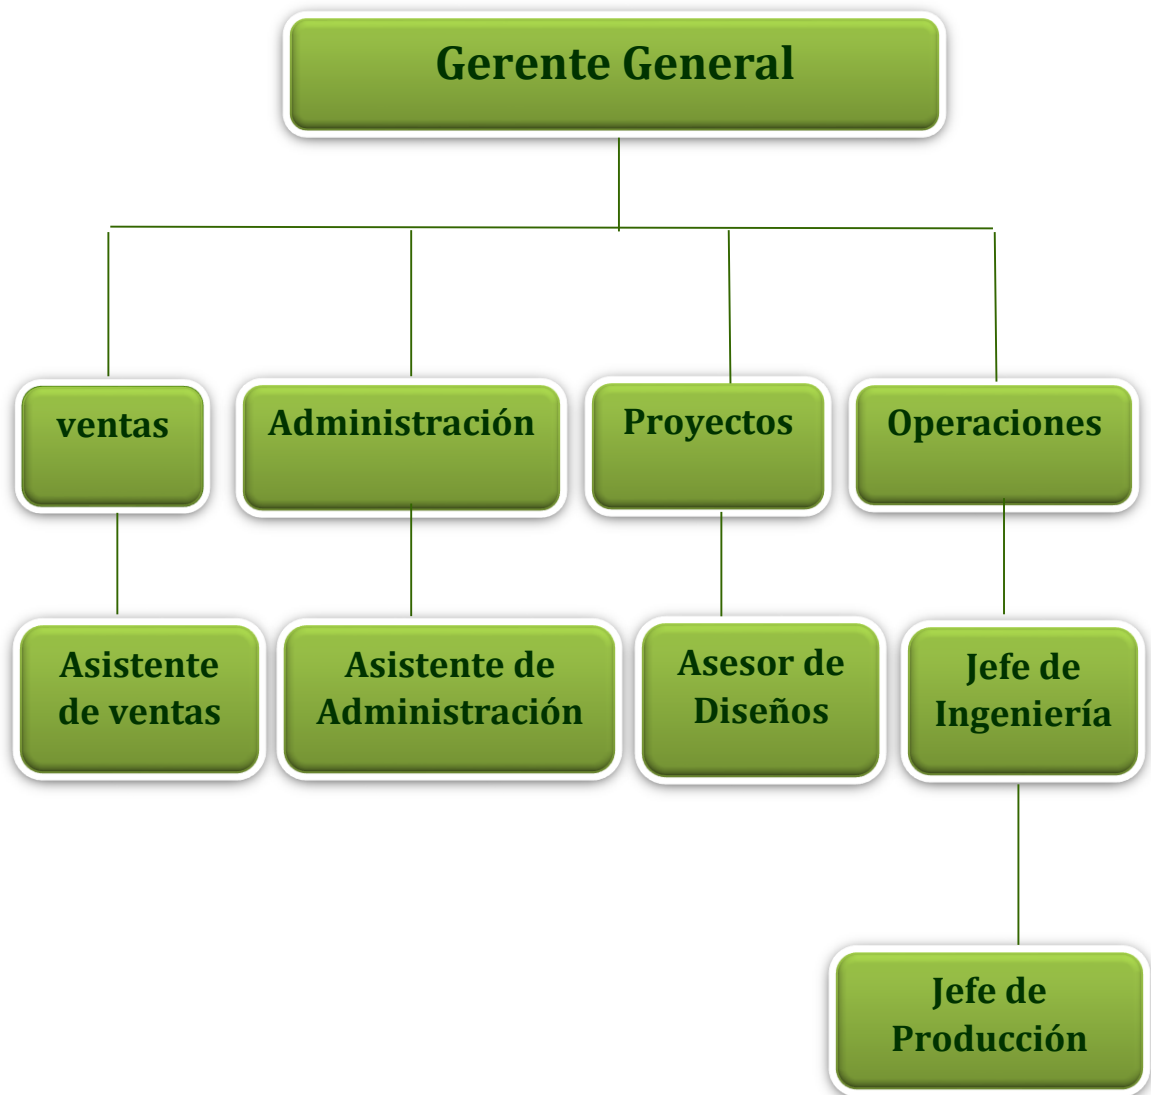 Gerente General
ventas
Administración
Proyectos
Operaciones
Asistente
de ventas
Asistente de
Administración
Asesor de
Diseños
Jefe de
Ingeniería
Jefe de
Producción